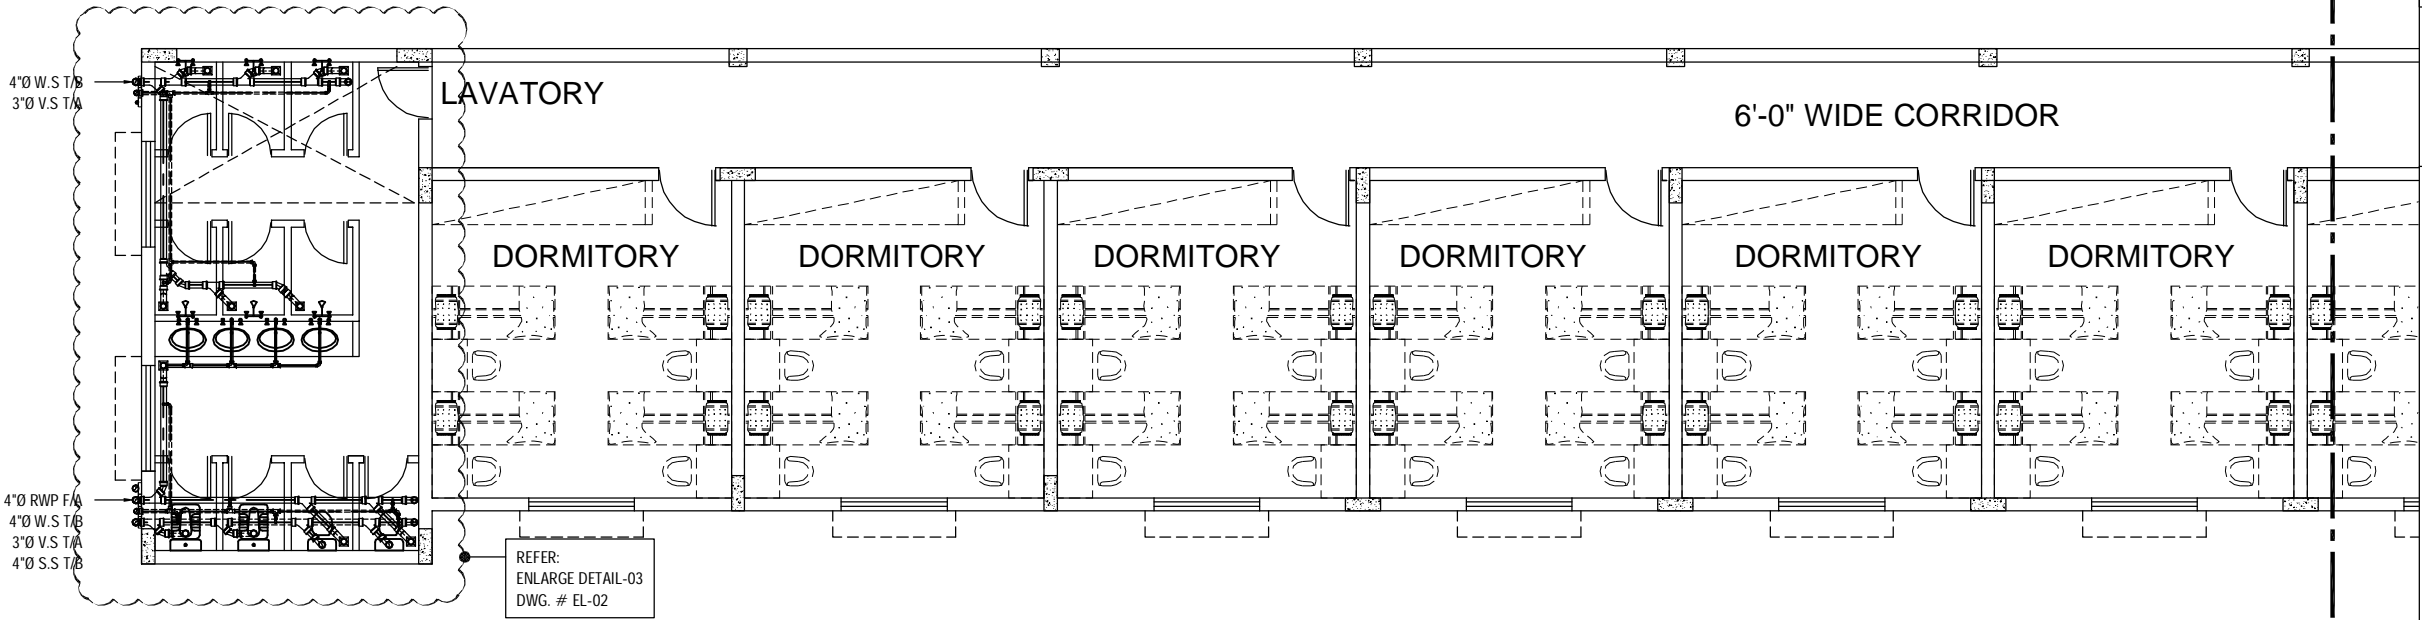 4"Ø W.S T/B
3"Ø V.S T/A
LAVATORY
6'-0" WIDE CORRIDOR
DORMITORY
DORMITORY
DORMITORY
DORMITORY
DORMITORY
DORMITORY
4"Ø RWP F/A
4"Ø W.S T/B
3"Ø V.S T/A
4"Ø S.S T/B
REFER:
ENLARGE DETAIL-03
DWG. # EL-02